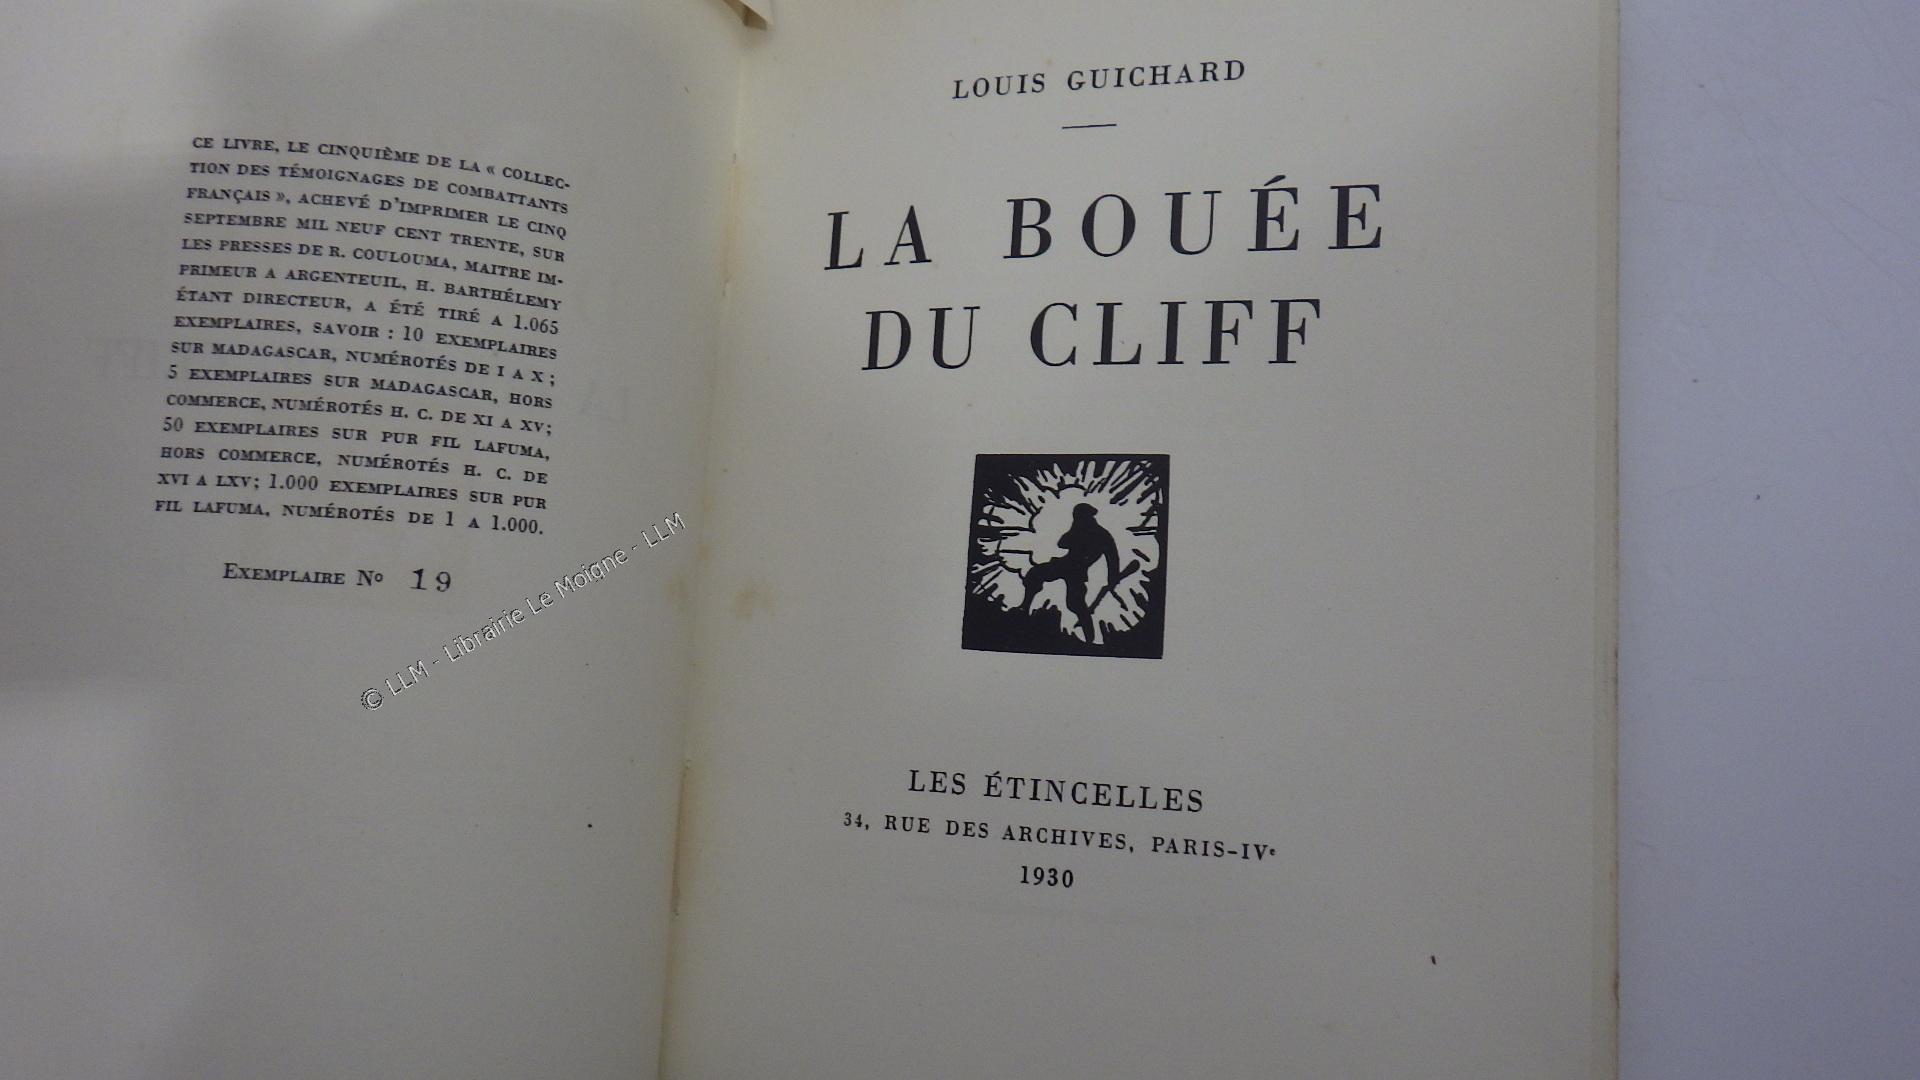 CE LIVRE, LE CINQUIÈME DE LA « COLLEC-
TION DES TÉMOIGNAGES DE COMBATTANTS
FRANÇAIS », ACHEVÉ D'IMPRIMER LE CINQ
SEPTEMBRE MIL NEUF CENT TRENTE, SUR
LES PRESSES DE R. COULOUMA, MAITRE IM-
PRIMEUR A ARGENTEUIL, H. BARTHÉLEMY
ÉTANT DIRECTEUR, A ÉTÉ TIRÉ A 1.065
EXEMPLAIRES, SAVOIR : 10 EXEMPLAIRES
SUR MADAGASCAR, NUMÉROTÉS DE I A X ;
5 EXEMPLAIRES SUR MADAGASCAR, HORS
COMMERCE, NUMÉROTÉS H. C. DE XI A XV;
50 EXEMPLAIRES SUR PUR FIL LAFUMA,
HORS COMMERCE, NUMÉROTÉS H. C. DE
XVI A LXV; 1.000 EXEMPLAIRES SUR PUR
FIL LAFUMA, NUMÉROTÉS DE 1 A 1.000.
EXEMPLAIRE No 19
© LLM - Librairie Le Moigne - LLM
LOUIS GUICHARD
LA BOUÉE
DU CLIFF
LES ÉTINCELLES
34, RUE DES ARCHIVES, PARIS-IVe
1930